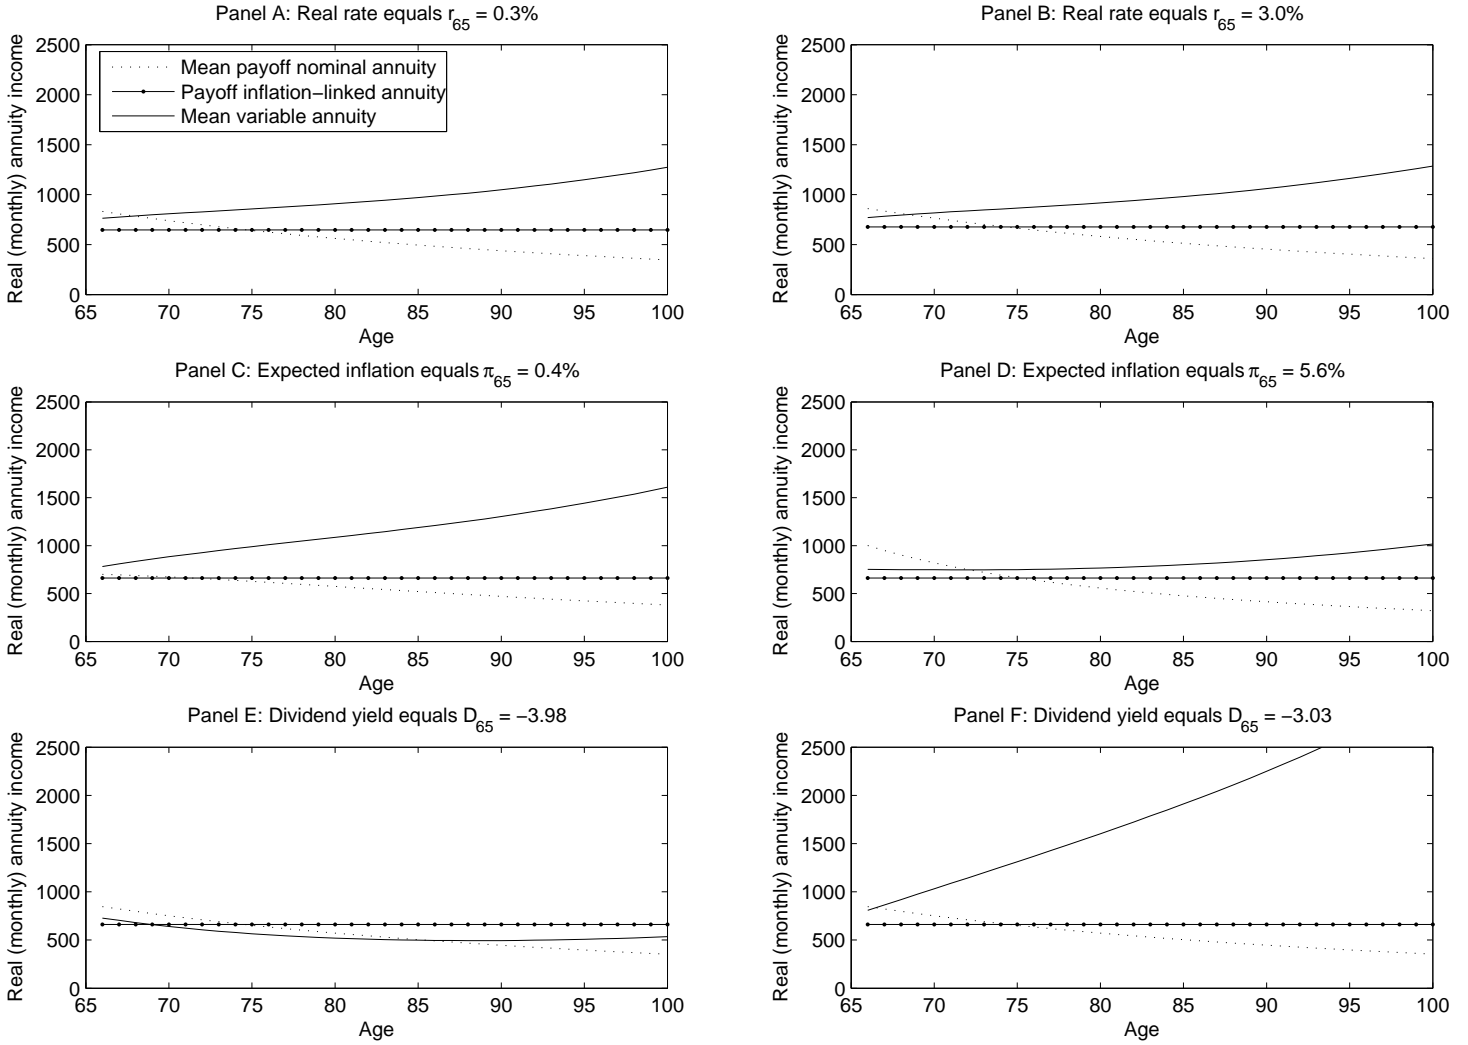 Panel A: Real rate equals r65 = 0.3%
Real (monthly) annuity income
2500
2000
1500
1000
500
0
Mean payoff nominal annuity
Payoff inflation−linked annuity
Mean variable annuity
65 70 75 80 85 90 95 100
Age
Panel B: Real rate equals r65 = 3.0%
Real (monthly) annuity income
2500
2000
1500
1000
500
0
65 70 75 80 85 90 95 100
Age
Panel C: Expected inflation equals π65 = 0.4%
Real (monthly) annuity income
2500
2000
1500
1000
500
0
65 70 75 80 85 90 95 100
Age
Panel D: Expected inflation equals π65 = 5.6%
Real (monthly) annuity income
2500
2000
1500
1000
500
0
65 70 75 80 85 90 95 100
Age
Panel E: Dividend yield equals D65 = −3.98
Real (monthly) annuity income
2500
2000
1500
1000
500
0
65 70 75 80 85 90 95 100
Age
Panel F: Dividend yield equals D65 = −3.03
Real (monthly) annuity income
2500
2000
1500
1000
500
0
65 70 75 80 85 90 95 100
Age